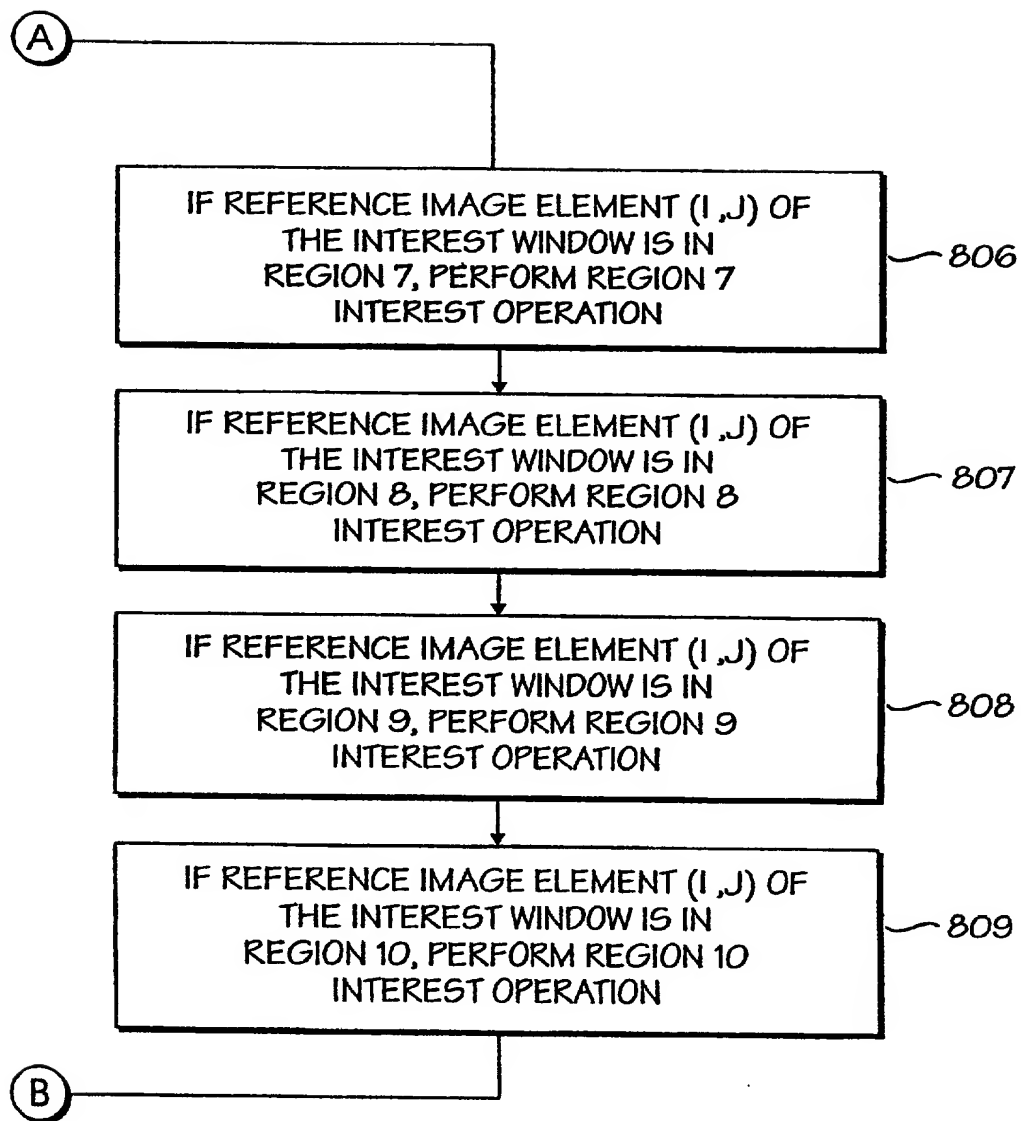 A
IF REFERENCE IMAGE ELEMENT (I ,J) OF
THE INTEREST WINDOW IS IN
REGION 7, PERFORM REGION 7
INTEREST OPERATION
806
IF REFERENCE IMAGE ELEMENT (I ,J) OF
THE INTEREST WINDOW IS IN
REGION 8, PERFORM REGION 8
INTEREST OPERATION
807
IF REFERENCE IMAGE ELEMENT (I ,J) OF
THE INTEREST WINDOW IS IN
REGION 9, PERFORM REGION 9
INTEREST OPERATION
808
IF REFERENCE IMAGE ELEMENT (I ,J) OF
THE INTEREST WINDOW IS IN
REGION 10, PERFORM REGION 10
INTEREST OPERATION
809
B